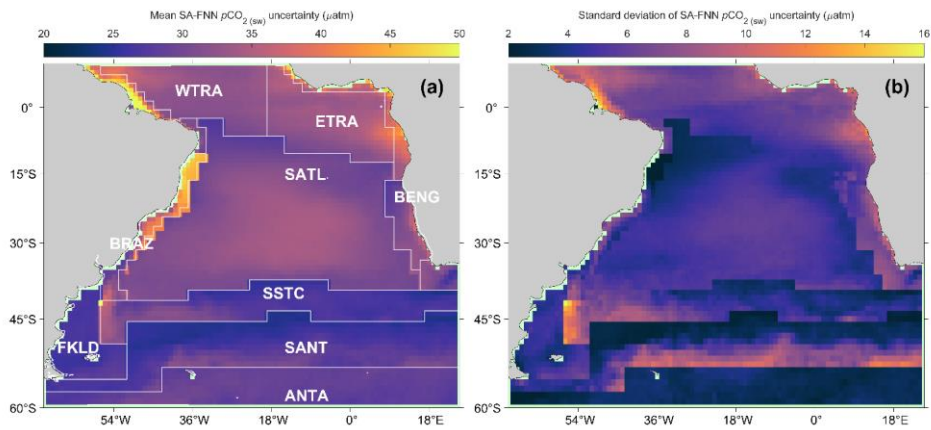 Mean SA-FNN pCO2 (sw) uncertainty (μatm)
20 25 30 35 40 45 50
(a)
WTRA
ETRA
SATL
BENG
BRAZ
SSTC
FKLD
SANT
ANTA
0°
15°S
30°S
45°S
60°S
54°W 36°W 18°W 0° 18°E
Standard deviation of SA-FNN pCO2 (sw) uncertainty (μatm)
2 4 6 8 10 12 14 16
(b)
0°
15°S
30°S
45°S
60°S
54°W 36°W 18°W 0° 18°E